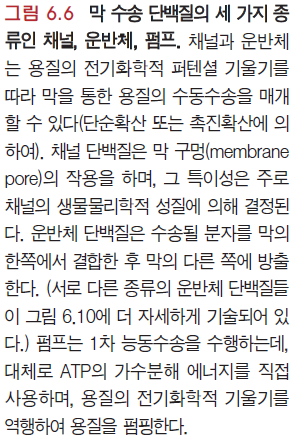 그림 6.6 막 수송 단백질의 세 가지 종
류인 채널, 운반체, 펌프. 채널과 운반체
는 용질의 전기화학적 퍼텐셜 기울기를
따라 막을 통한 용질의 수동수송을 매개
할 수 있다(단순확산 또는 촉진확산에 의
하여). 채널 단백질은 막 구멍(membrane
pore)의 작용을 하며, 그 특이성은 주로
채널의 생물물리학적 성질에 의해 결정된
다. 운반체 단백질은 수송될 분자를 막의
한쪽에서 결합한 후 막의 다른 쪽에 방출
한다. (서로 다른 종류의 운반체 단백질들
이 그림 6.10에 더 자세하게 기술되어 있
다.) 펌프는 1차 능동수송을 수행하는데,
대체로 ATP의 가수분해 에너지를 직접
사용하며, 용질의 전기화학적 기울기를
역행하여 용질을 펌핑한다.